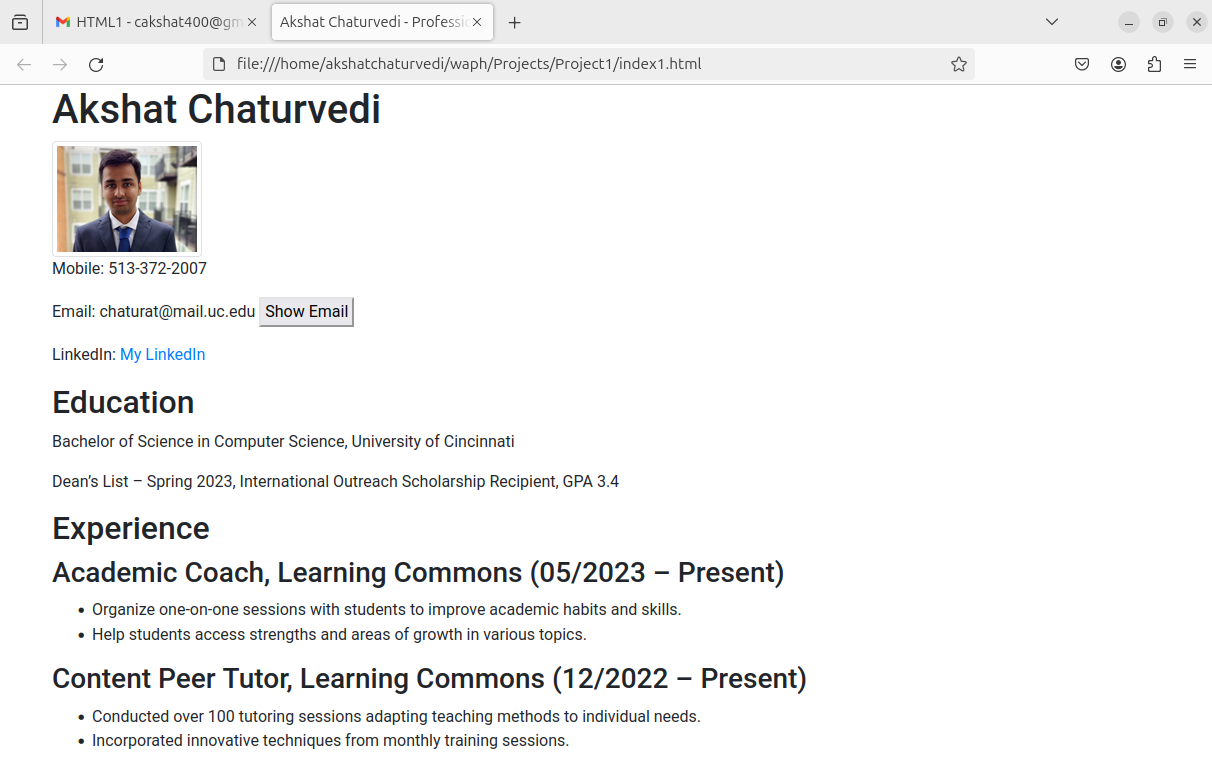 HTML1 - cakshat400@gm
Akshat Chaturvedi - Professi
file:///home/akshatchaturvedi/waph/Projects/Project1/index1.html
Akshat Chaturvedi
Mobile: 513-372-2007
Email: chaturat@mail.uc.edu Show Email
LinkedIn: My LinkedIn
Education
Bachelor of Science in Computer Science, University of Cincinnati
Dean’s List – Spring 2023, International Outreach Scholarship Recipient, GPA 3.4
Experience
Academic Coach, Learning Commons (05/2023 – Present)
• Organize one-on-one sessions with students to improve academic habits and skills.
• Help students access strengths and areas of growth in various topics.
Content Peer Tutor, Learning Commons (12/2022 – Present)
• Conducted over 100 tutoring sessions adapting teaching methods to individual needs.
• Incorporated innovative techniques from monthly training sessions.